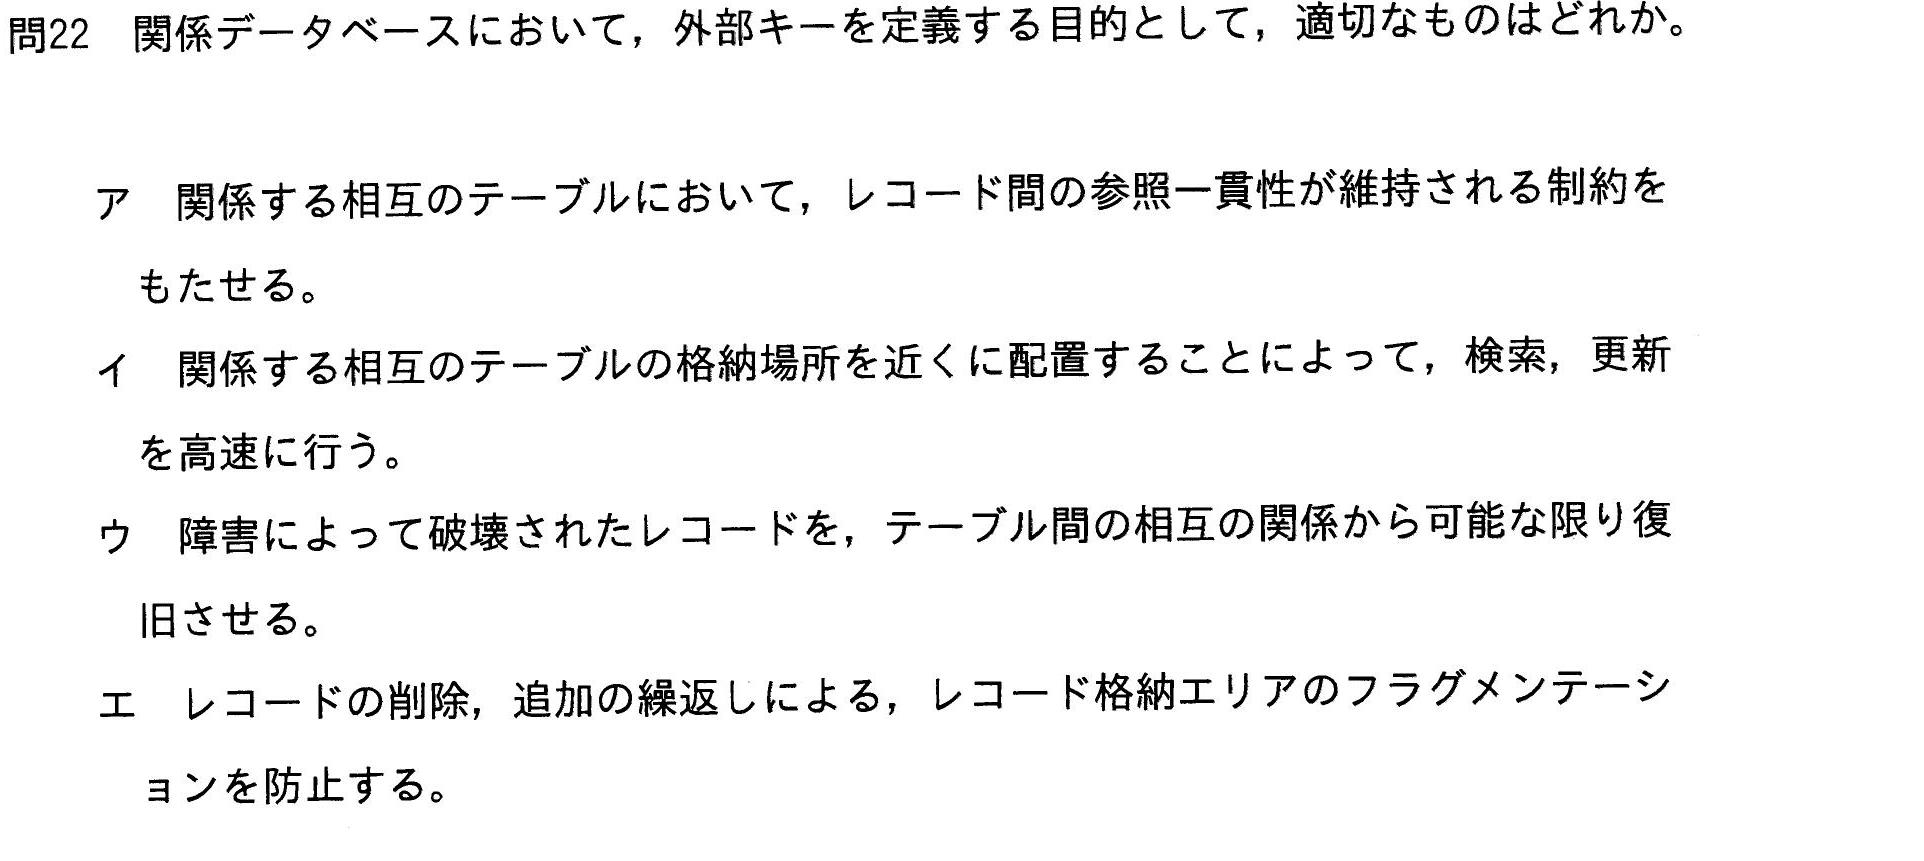 問22　関係データベースにおいて，外部キーを定義する目的として，適切なものはどれか。
ア　関係する相互のテーブルにおいて，レコード間の参照一貫性が維持される制約を
もたせる。
イ　関係する相互のテーブルの格納場所を近くに配置することによって，検索，更新
を高速に行う。
ウ　障害によって破壊されたレコードを，テーブル間の相互の関係から可能な限り復
旧させる。
エ　レコードの削除，追加の繰返しによる，レコード格納エリアのフラグメンテーシ
ョンを防止する。